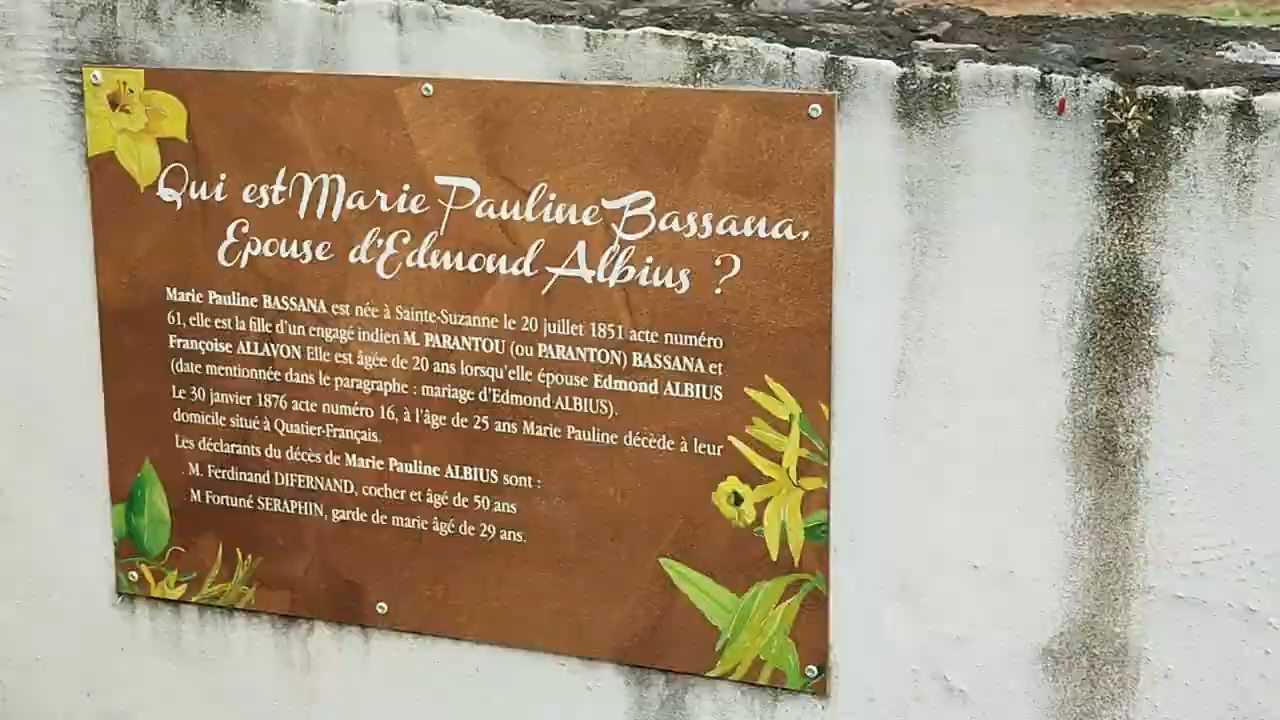 Qui est Marie Pauline Bassana,
Epouse d'Edmond Albius ?
Marie Pauline BASSANA est née à Sainte-Suzanne le 20 juillet 1851 acte numéro
61, elle est la fille d'un engagé indien M. PARANTOU (ou PARANTON) BASSANA et
Françoise ALLAVON Elle est âgée de 20 ans lorsqu'elle épouse Edmond ALBIUS
(date mentionnée dans le paragraphe : mariage d'Edmond ALBIUS).
Le 30 janvier 1876 acte numéro 16, à l'âge de 25 ans Marie Pauline décède à leur
domicile situé à Quatier-Français.
Les déclarants du décès de Marie Pauline ALBIUS sont :
. M. Ferdinand DIFERNAND, cocher et âgé de 50 ans
. M Fortuné SERAPHIN, garde de marie âgé de 29 ans.